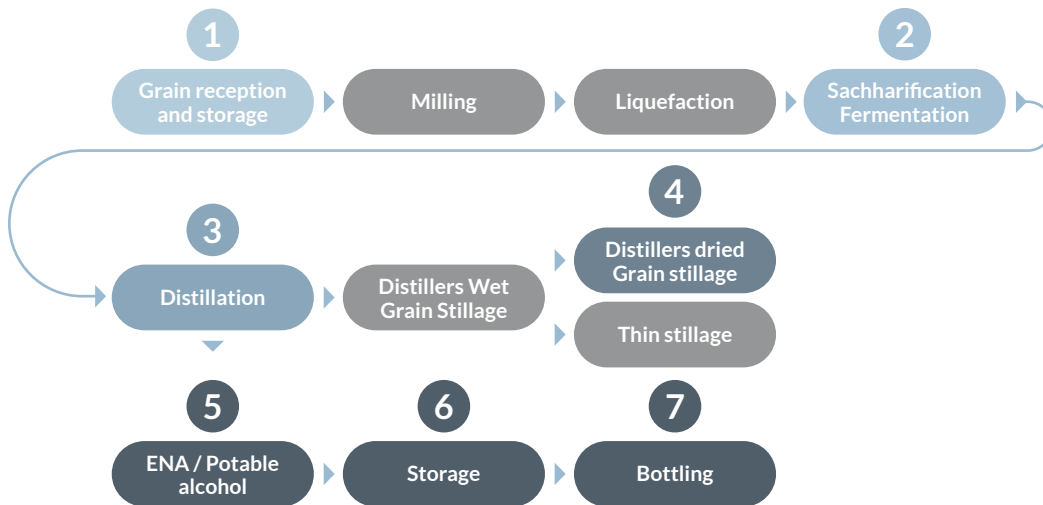 1
Grain reception
and storage
Milling
Liquefaction
2
Sachharification
Fermentation
3
Distillation
Distillers Wet
Grain Stillage
4
Distillers dried
Grain stillage
Thin stillage
5
ENA / Potable
alcohol
6
Storage
7
Bottling